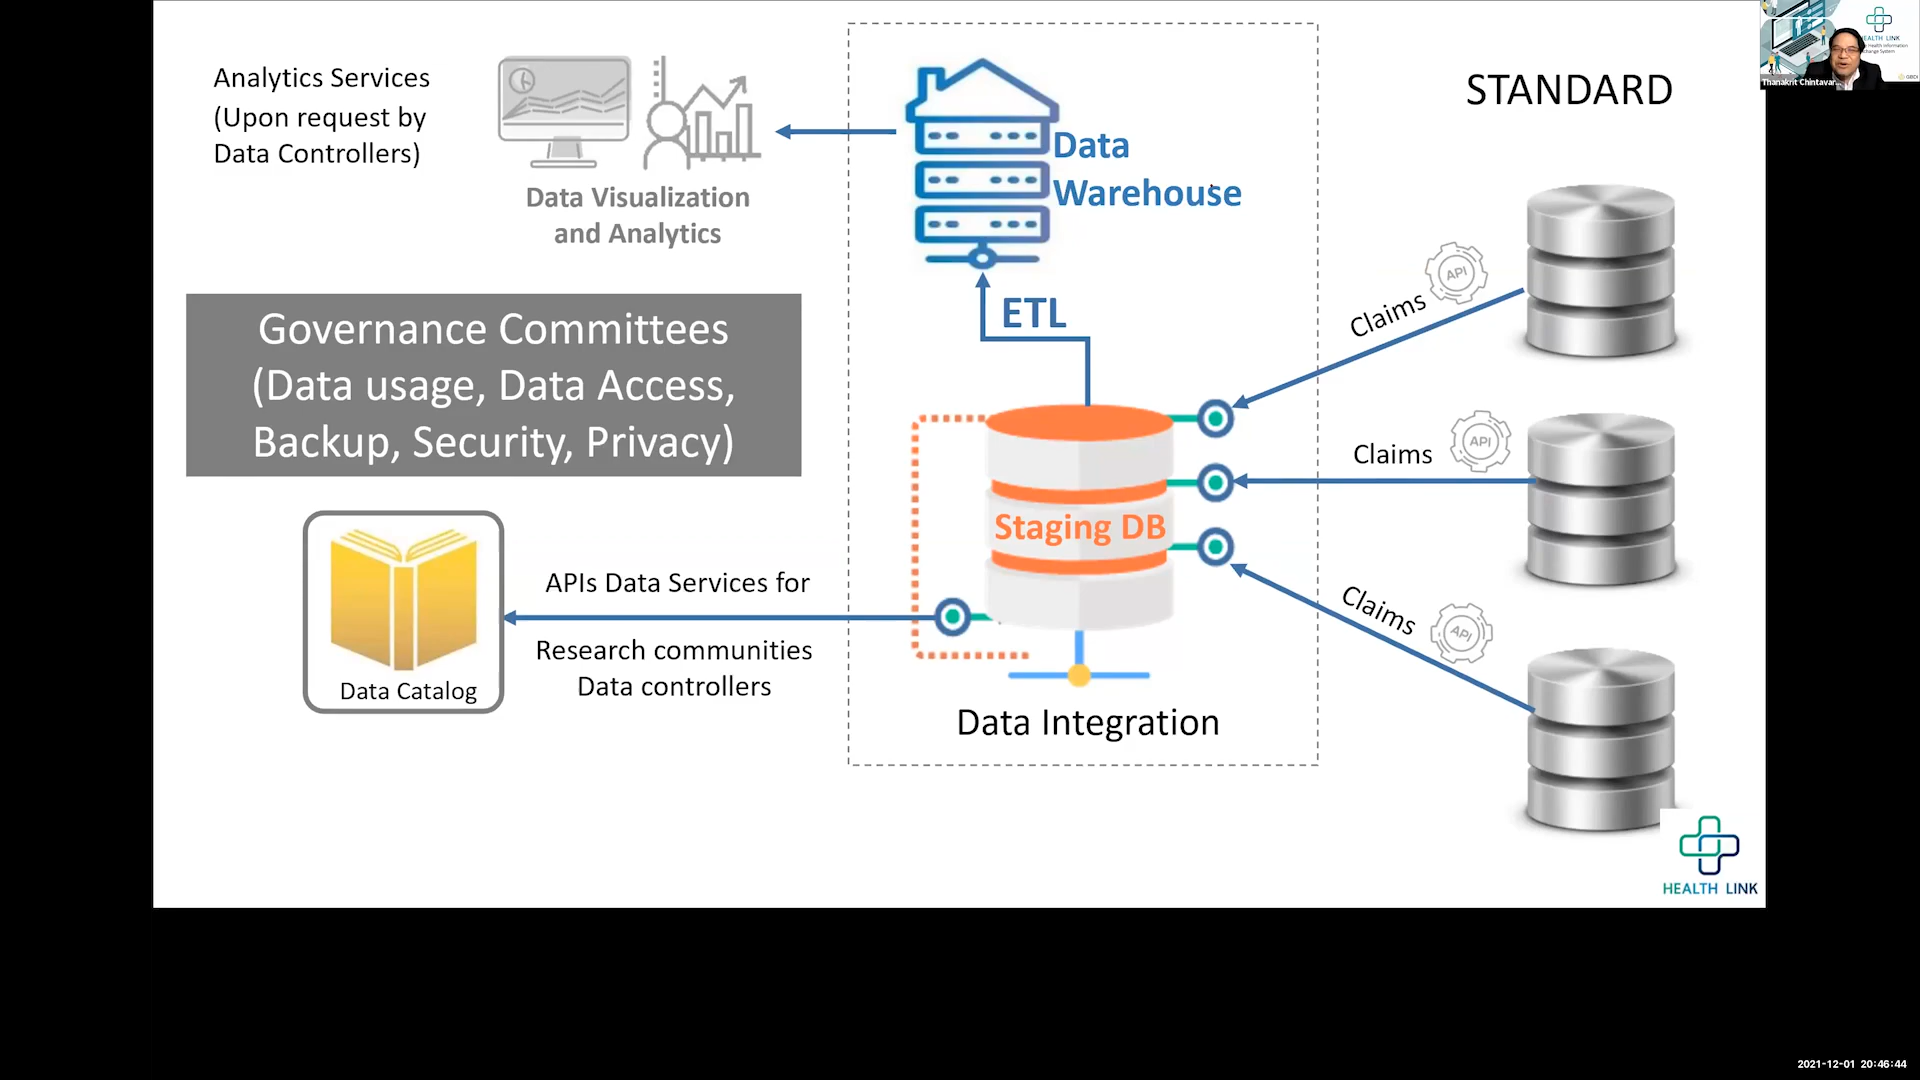 Analytics Services
(Upon request by
Data Controllers)
Data Visualization
and Analytics
Data
Warehouse
ETL
STANDARD
Governance Committees
(Data usage, Data Access,
Backup, Security, Privacy)
Claims
API
Claims
API
Claims
API
Staging DB
Data Integration
APIs Data Services for
Research communities
Data controllers
Data Catalog
HEALTH LINK
Thanakrit Chintavar
2021-12-01 20:46:44